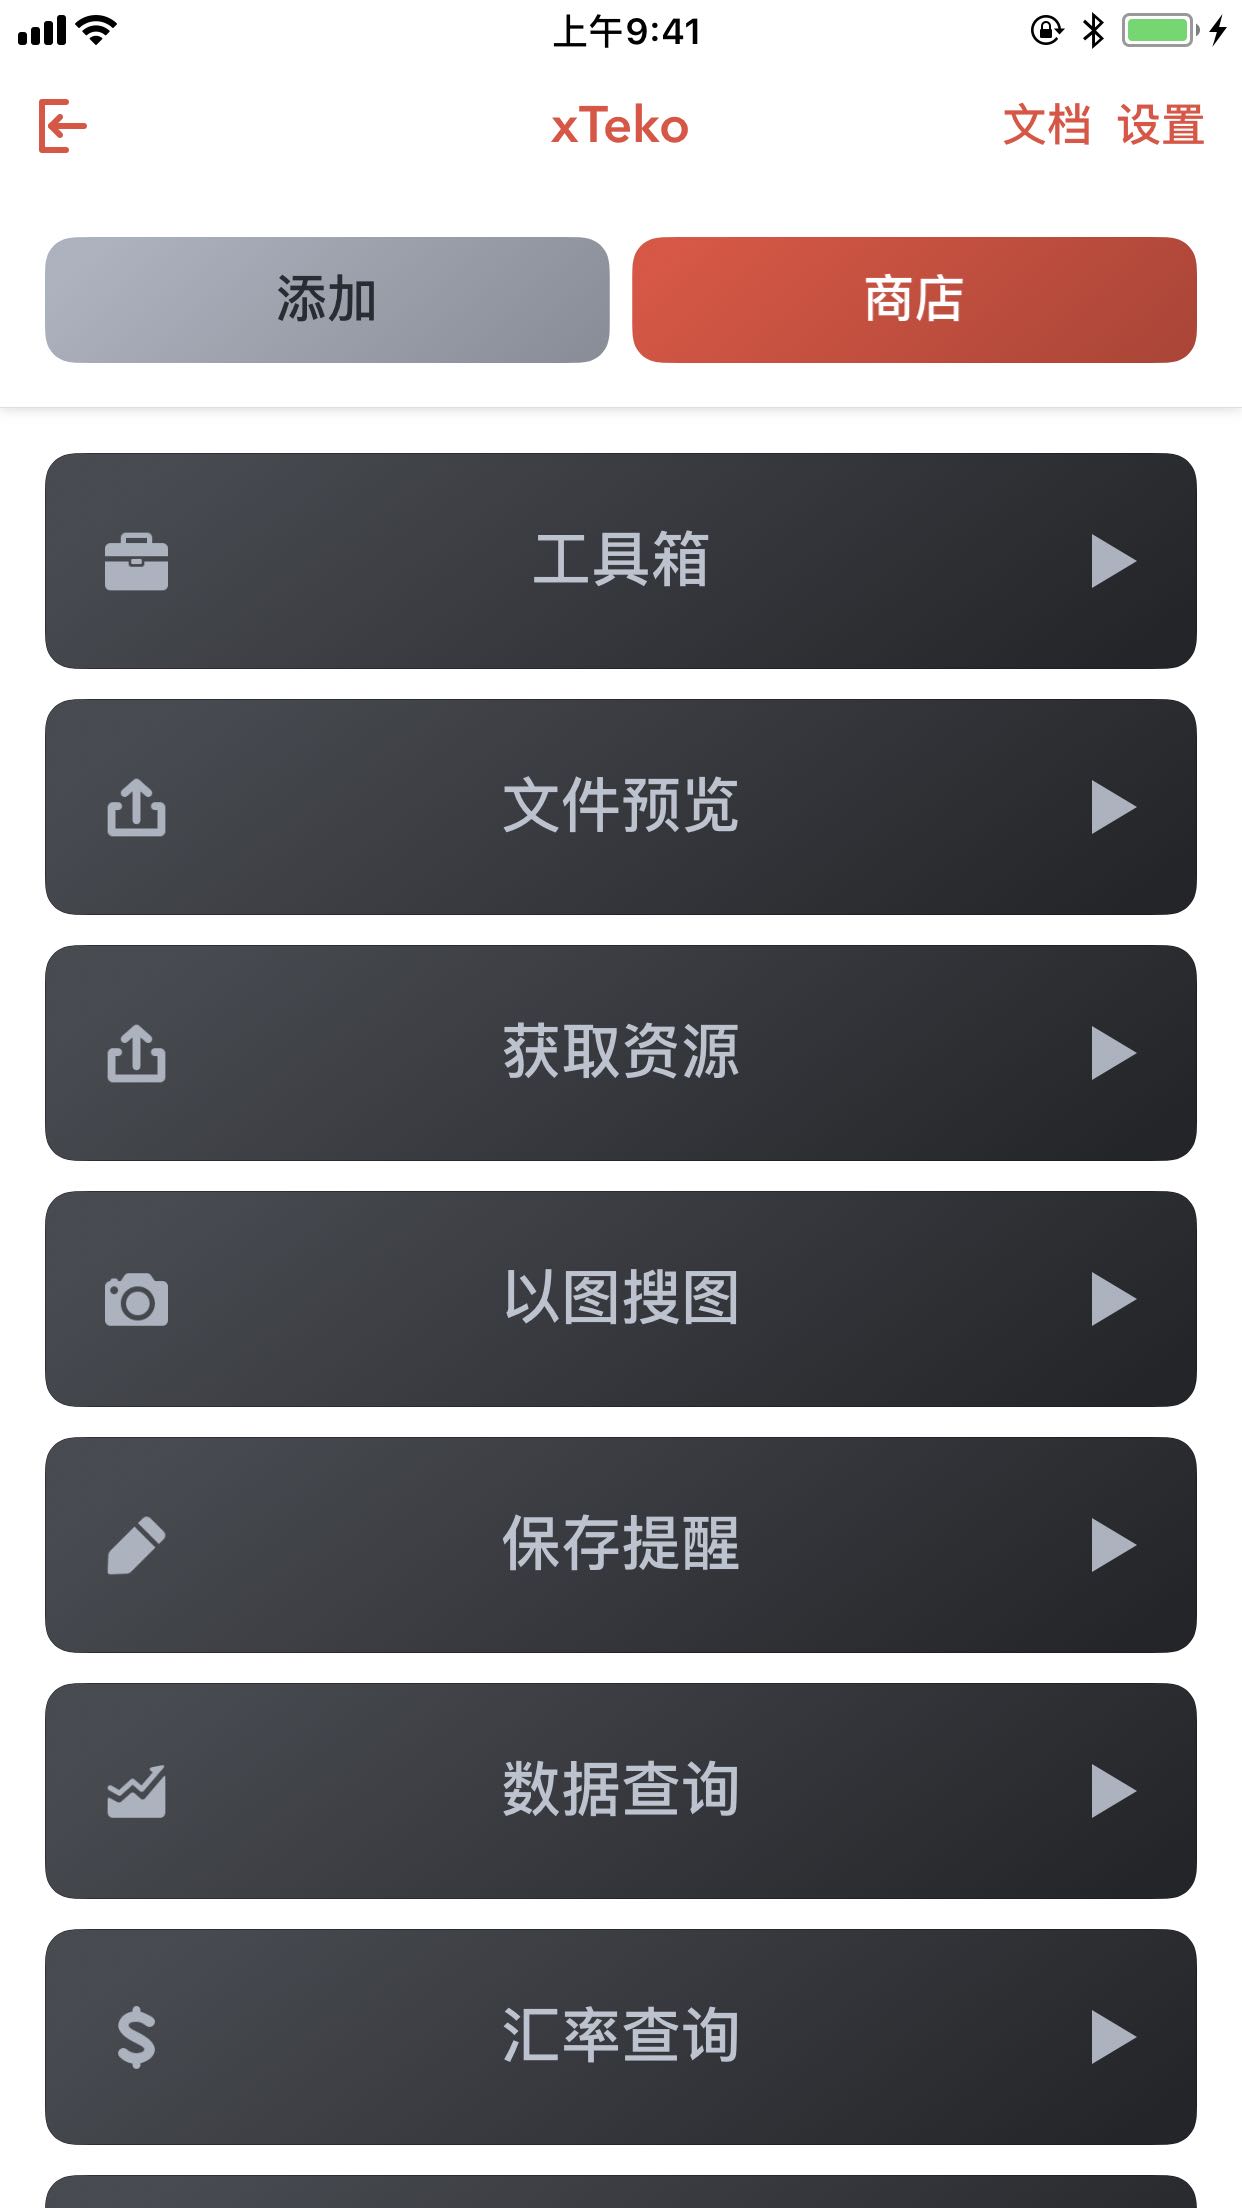 上午9:41
xTeko
文档 设置
添加
商店
工具箱
文件预览
获取资源
以图搜图
保存提醒
数据查询
汇率查询